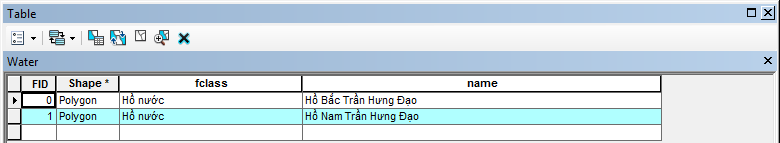 Table
Water
FID Shape * fclass name
0 Polygon Hồ nước Hồ Bắc Trần Hưng Đạo
1 Polygon Hồ nước Hồ Nam Trần Hưng Đạo